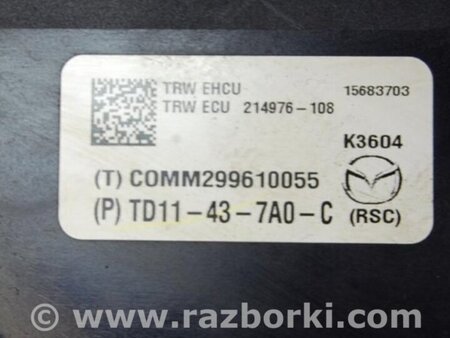 TRW EHCU 15683703
TRW ECU 214976-108
K3604
(T) COMM299610055
(P) TD11-43-7A0-C (RSC)
© www.razborki.com